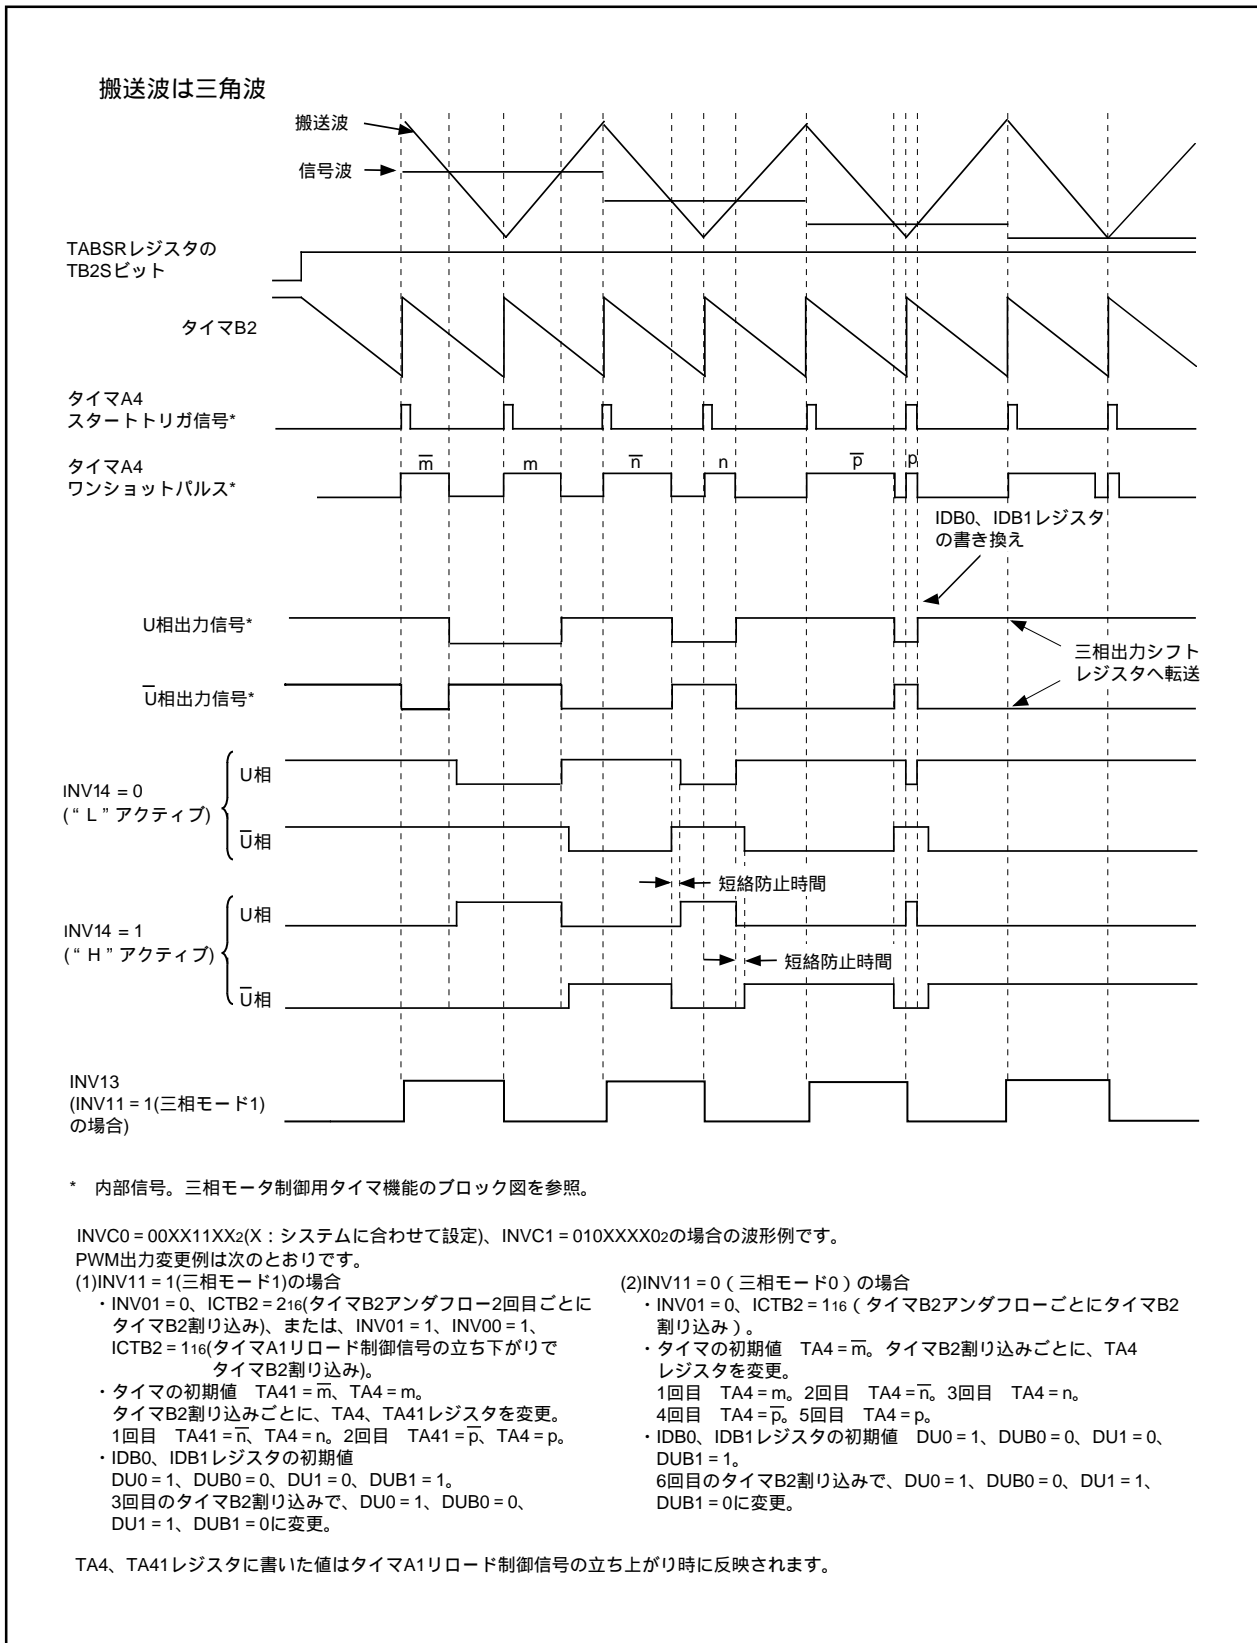 搬送波は三角波
搬送波
信号波
TABSRレジスタの
TB2Sビット
タイマB2
タイマA4
スタートトリガ信号*
タイマA4
ワンショットパルス*
m̅
m
n̅
n
p̅
p
IDB0、IDB1レジスタ
の書き換え
U相出力信号*
三相出力シフト
レジスタへ転送
U̅相出力信号*
INV14 = 0
(“ L ” アクティブ)
U相
U̅相
短絡防止時間
INV14 = 1
(“ H ” アクティブ)
U相
短絡防止時間
U̅相
INV13
(INV11 = 1(三相モード1)
の場合)
* 内部信号。三相モータ制御用タイマ機能のブロック図を参照。
INVC0 = 00XX11XX2(X : システムに合わせて設定)、INVC1 = 010XXXX02の場合の波形例です。
PWM出力変更例は次のとおりです。
(1)INV11 = 1(三相モード1)の場合
・INV01 = 0、ICTB2 = 216(タイマB2アンダフロー2回目ごとに
タイマB2割り込み)、または、INV01 = 1、INV00 = 1、
ICTB2 = 116(タイマA1リロード制御信号の立ち下がりで
タイマB2割り込み)。
・タイマの初期値 TA41 = m̅、TA4 = m。
タイマB2割り込みごとに、TA4、TA41レジスタを変更。
1回目 TA41 = n̅、TA4 = n。2回目 TA41 = p̅、TA4 = p。
・IDB0、IDB1レジスタの初期値
DU0 = 1、DUB0 = 0、DU1 = 0、DUB1 = 1。
3回目のタイマB2割り込みで、DU0 = 1、DUB0 = 0、
DU1 = 1、DUB1 = 0に変更。
(2)INV11 = 0 ( 三相モード0 ) の場合
・INV01 = 0、ICTB2 = 116 ( タイマB2アンダフローごとにタイマB2
割り込み ) 。
・タイマの初期値 TA4 = m̅。タイマB2割り込みごとに、TA4
レジスタを変更。
1回目 TA4 = m。2回目 TA4 = n̅。3回目 TA4 = n。
4回目 TA4 = p̅。5回目 TA4 = p。
・IDB0、IDB1レジスタの初期値 DU0 = 1、DUB0 = 0、DU1 = 0、
DUB1 = 1。
6回目のタイマB2割り込みで、DU0 = 1、DUB0 = 0、DU1 = 1、
DUB1 = 0に変更。
TA4、TA41レジスタに書いた値はタイマA1リロード制御信号の立ち上がり時に反映されます。